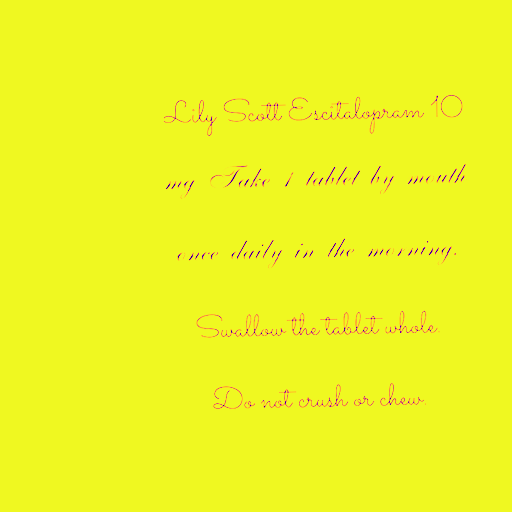 Lily Scott Escitalopram 10
mg Take 1 tablet by mouth
once daily in the morning.
Swallow the tablet whole.
Do not crush or chew.